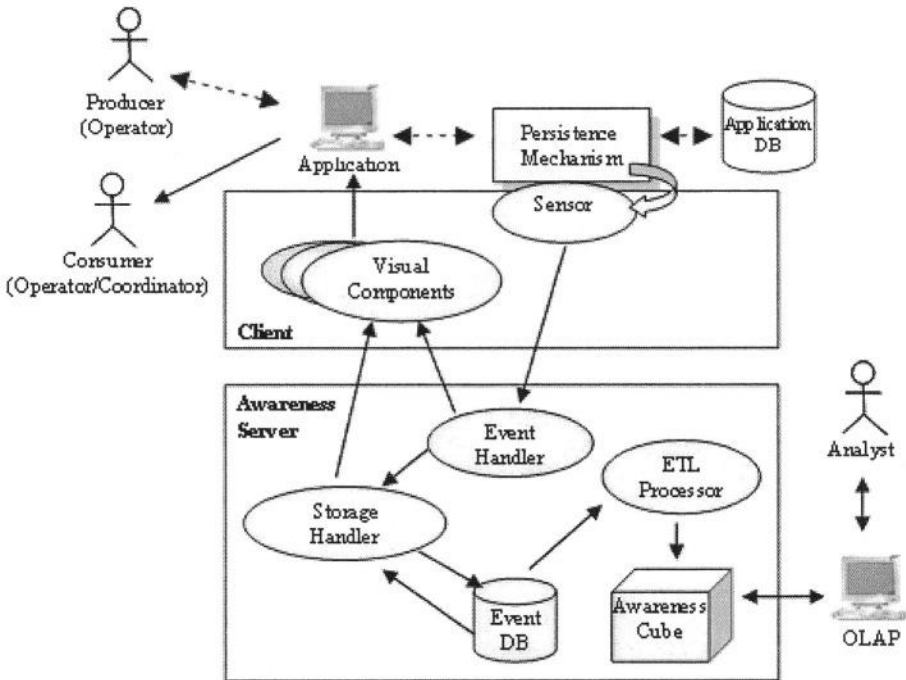 Producer
(Operator)
Application
Persistence
Mechanism
Application
DB
Sensor
Consumer
(Operator/Coordinator)
Visual
Components
Client
Awareness
Server
Event
Handler
ETL
Processor
Analyst
Storage
Handler
Event
DB
Awareness
Cube
OLAP